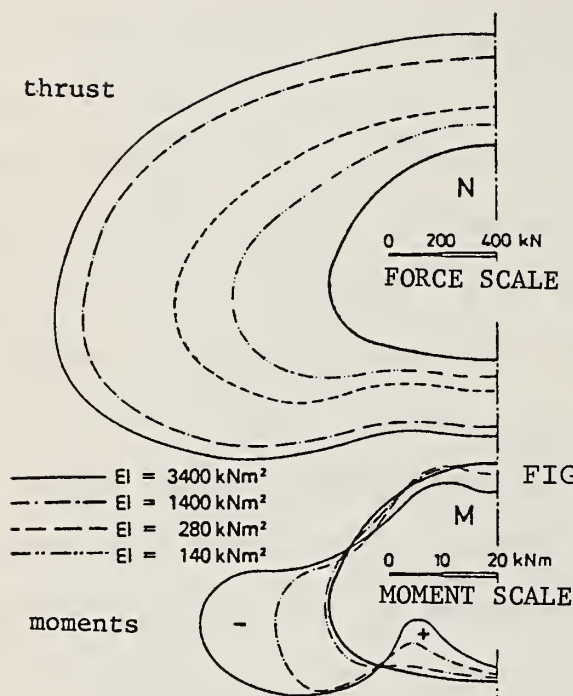 thrust
N
0 200 400 kN
FORCE SCALE
EI = 3400 kNm²
EI = 1400 kNm²
EI = 280 kNm²
EI = 140 kNm²
FIG
M
0 10 20 kNm
MOMENT SCALE
moments
-
+